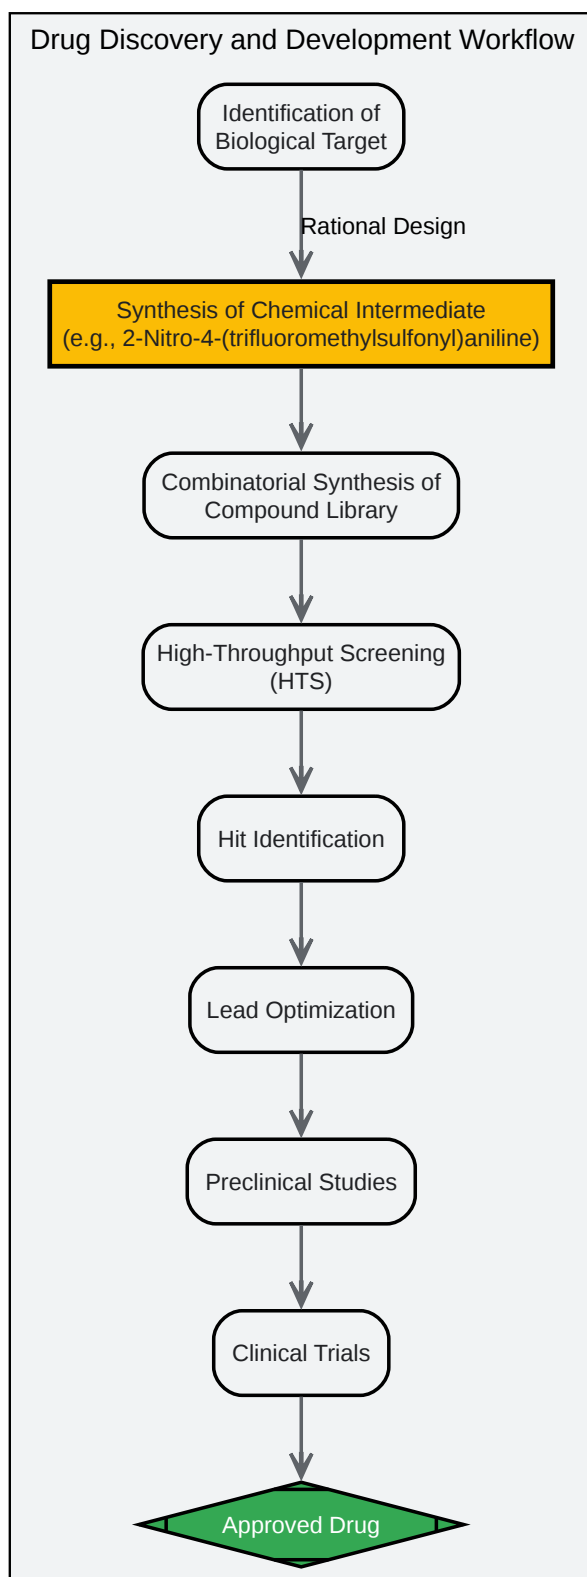 Drug Discovery and Development Workflow
Identification of
Biological Target
Rational Design
Synthesis of Chemical Intermediate
(e.g., 2-Nitro-4-(trifluoromethylsulfonyl)aniline)
Combinatorial Synthesis of
Compound Library
High-Throughput Screening
(HTS)
Hit Identification
Lead Optimization
Preclinical Studies
Clinical Trials
Approved Drug